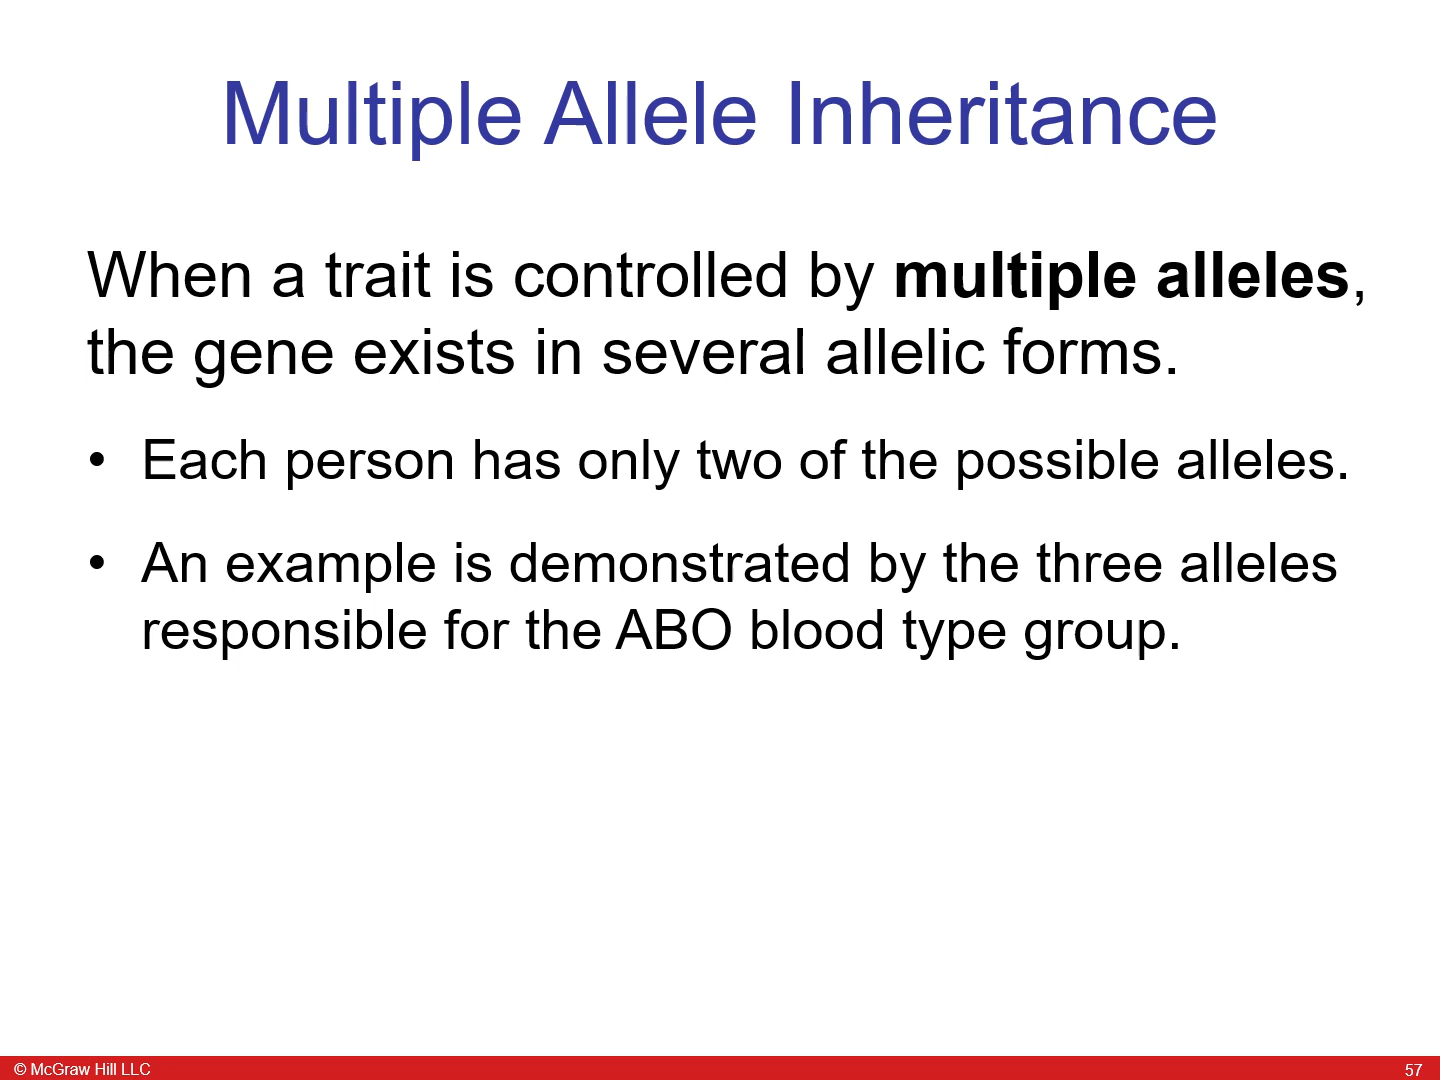 Multiple Allele Inheritance
When a trait is controlled by multiple alleles,
the gene exists in several allelic forms.
• Each person has only two of the possible alleles.
• An example is demonstrated by the three alleles
responsible for the ABO blood type group.
© McGraw Hill LLC
57